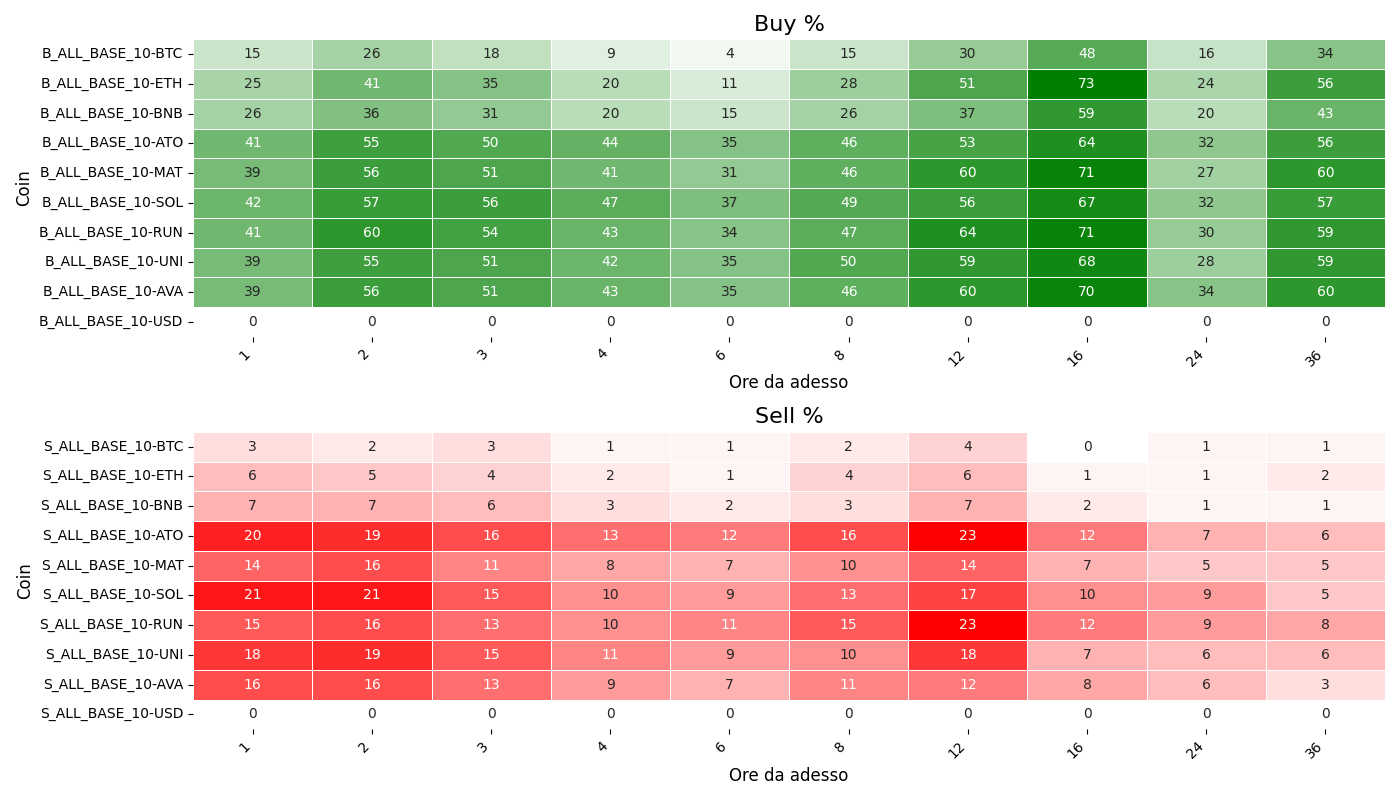 Buy %
Coin
B_ALL_BASE_10-BTC 15 26 18 9 4 15 30 48 16 34
B_ALL_BASE_10-ETH 25 41 35 20 11 28 51 73 24 56
B_ALL_BASE_10-BNB 26 36 31 20 15 26 37 59 20 43
B_ALL_BASE_10-ATO 41 55 50 44 35 46 53 64 32 56
B_ALL_BASE_10-MAT 39 56 51 41 31 46 60 71 27 60
B_ALL_BASE_10-SOL 42 57 56 47 37 49 56 67 32 57
B_ALL_BASE_10-RUN 41 60 54 43 34 47 64 71 30 59
B_ALL_BASE_10-UNI 39 55 51 42 35 50 59 68 28 59
B_ALL_BASE_10-AVA 39 56 51 43 35 46 60 70 34 60
B_ALL_BASE_10-USD 0 0 0 0 0 0 0 0 0 0
1 2 3 4 6 8 12 16 24 36
Ore da adesso
Sell %
Coin
S_ALL_BASE_10-BTC 3 2 3 1 1 2 4 0 1 1
S_ALL_BASE_10-ETH 6 5 4 2 1 4 6 1 1 2
S_ALL_BASE_10-BNB 7 7 6 3 2 3 7 2 1 1
S_ALL_BASE_10-ATO 20 19 16 13 12 16 23 12 7 6
S_ALL_BASE_10-MAT 14 16 11 8 7 10 14 7 5 5
S_ALL_BASE_10-SOL 21 21 15 10 9 13 17 10 9 5
S_ALL_BASE_10-RUN 15 16 13 10 11 15 23 12 9 8
S_ALL_BASE_10-UNI 18 19 15 11 9 10 18 7 6 6
S_ALL_BASE_10-AVA 16 16 13 9 7 11 12 8 6 3
S_ALL_BASE_10-USD 0 0 0 0 0 0 0 0 0 0
1 2 3 4 6 8 12 16 24 36
Ore da adesso